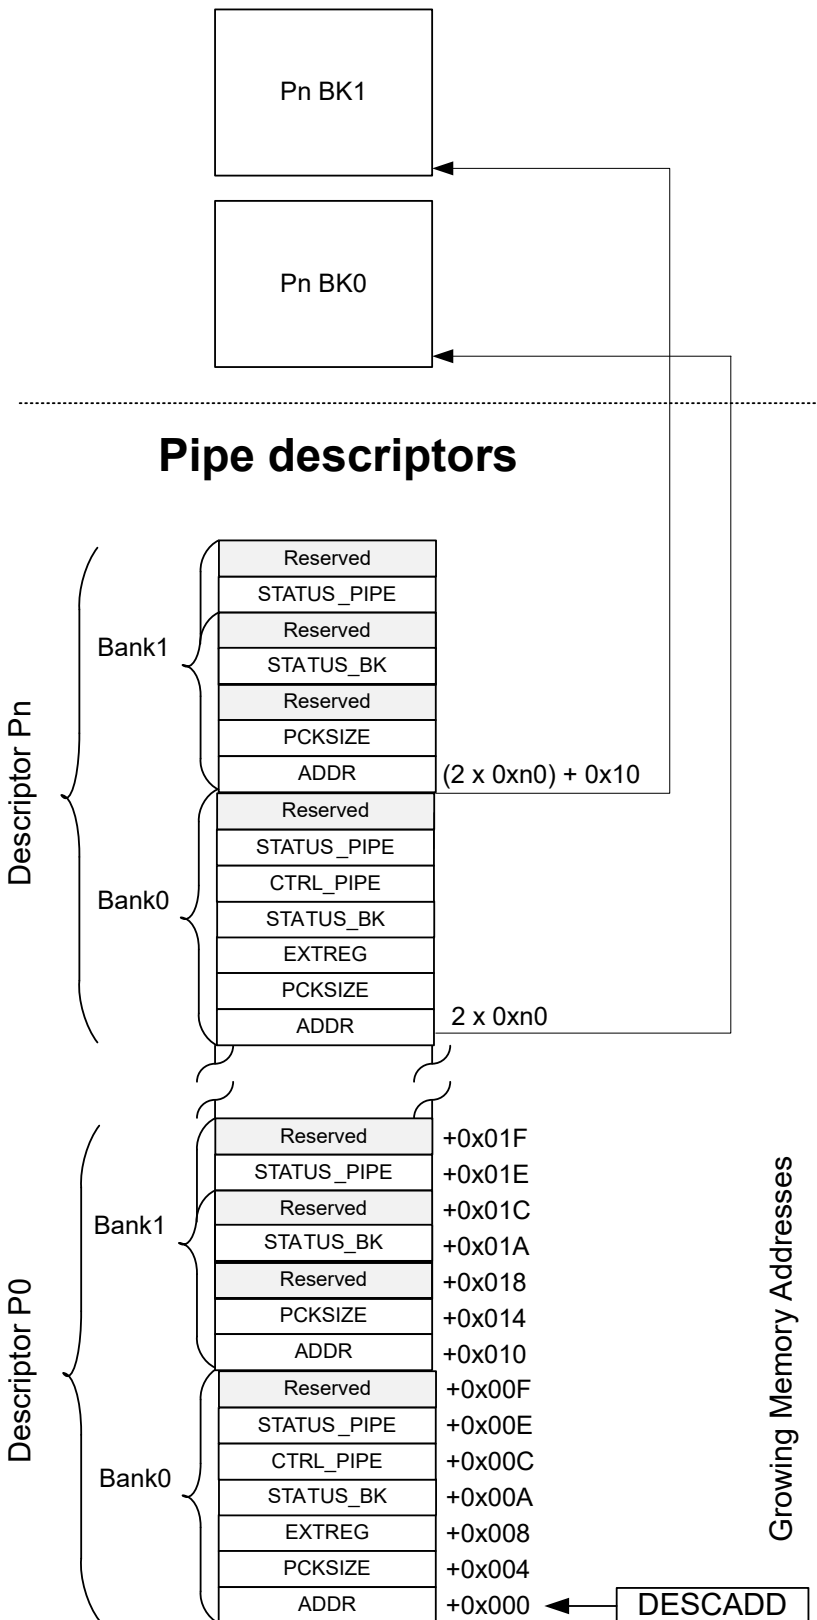 Pn BK1
Pn BK0
Pipe descriptors
Descriptor Pn
Bank1
Reserved
STATUS_PIPE
Reserved
STATUS_BK
Reserved
PCKSIZE
ADDR (2 x 0xn0) + 0x10
Bank0
Reserved
STATUS_PIPE
CTRL_PIPE
STATUS_BK
EXTREG
PCKSIZE
ADDR 2 x 0xn0
Descriptor P0
Bank1
Reserved +0x01F
STATUS_PIPE +0x01E
Reserved +0x01C
STATUS_BK +0x01A
Reserved +0x018
PCKSIZE +0x014
ADDR +0x010
Bank0
Reserved +0x00F
STATUS_PIPE +0x00E
CTRL_PIPE +0x00C
STATUS_BK +0x00A
EXTREG +0x008
PCKSIZE +0x004
ADDR +0x000 DESCADD
Growing Memory Addresses